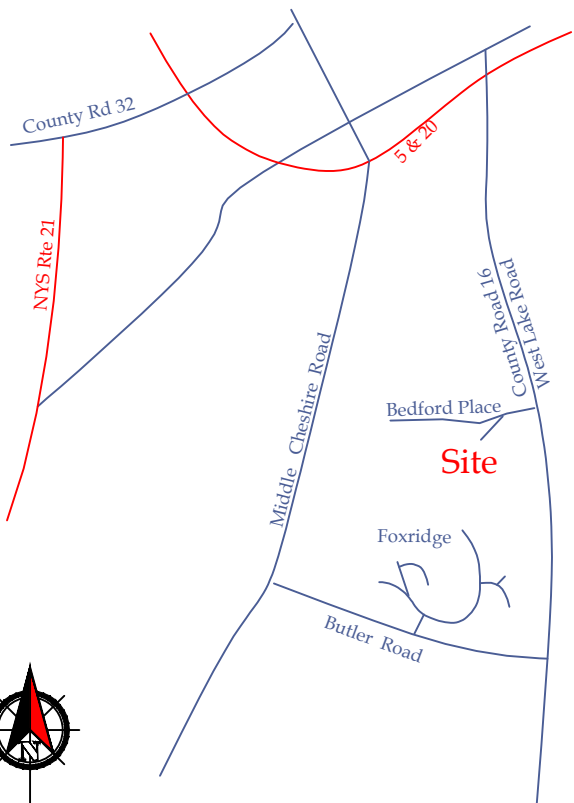 County Rd 32
5 & 20
NYS Rte 21
County Road 16
West Lake Road
Middle Cheshire Road
Bedford Place
Site
Foxridge
Butler Road
N